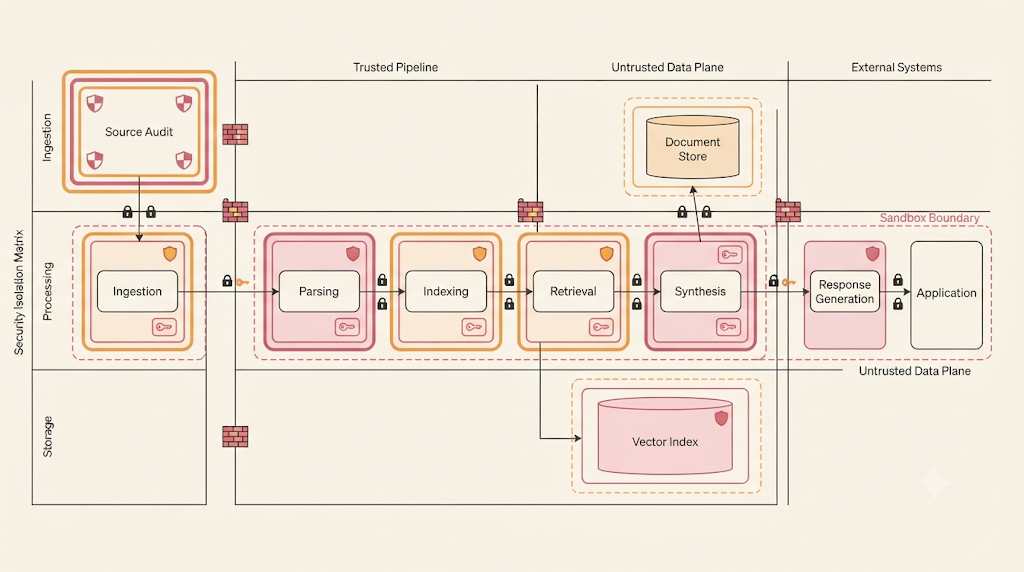 Trusted Pipeline
Untrusted Data Plane
External Systems
Security Isolation Matrix
Ingestion
Source Audit
Document
Store
Sandbox Boundary
Processing
Ingestion
Parsing
Indexing
Retrieval
Synthesis
Response
Generation
Application
Untrusted Data Plane
Storage
Vector Index